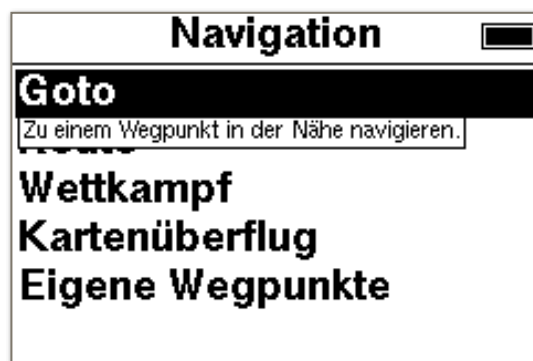 Navigation
Goto
Zu einem Wegpunkt in der Nähe navigieren.
Wettkampf
Kartenüberflug
Eigene Wegpunkte